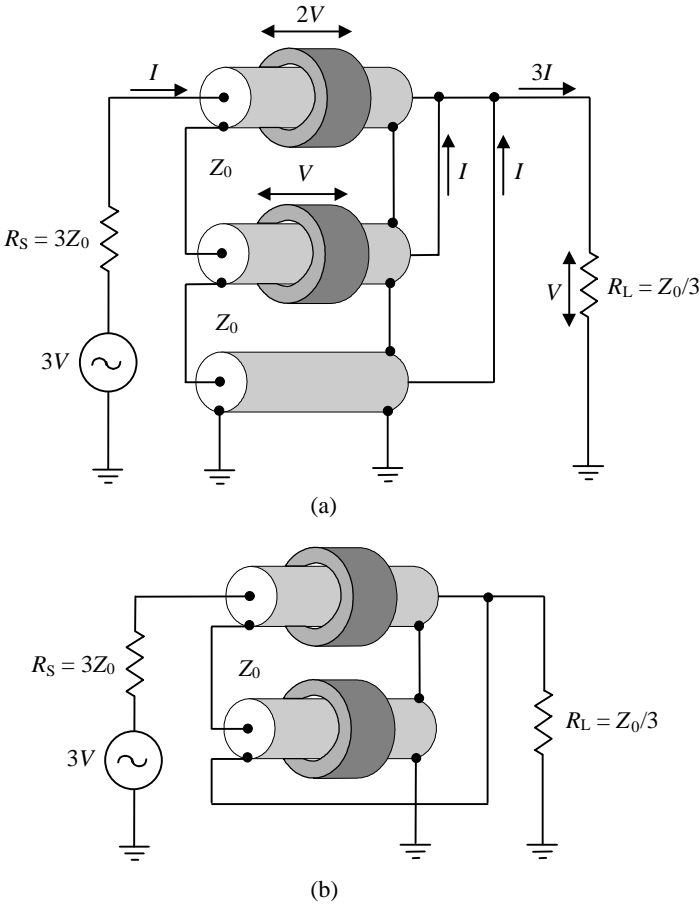 2V
I
3I
Z0
I
I
V
RS = 3Z0
V
RL = Z0/3
Z0
3V
(a)
RS = 3Z0
Z0
RL = Z0/3
3V
(b)